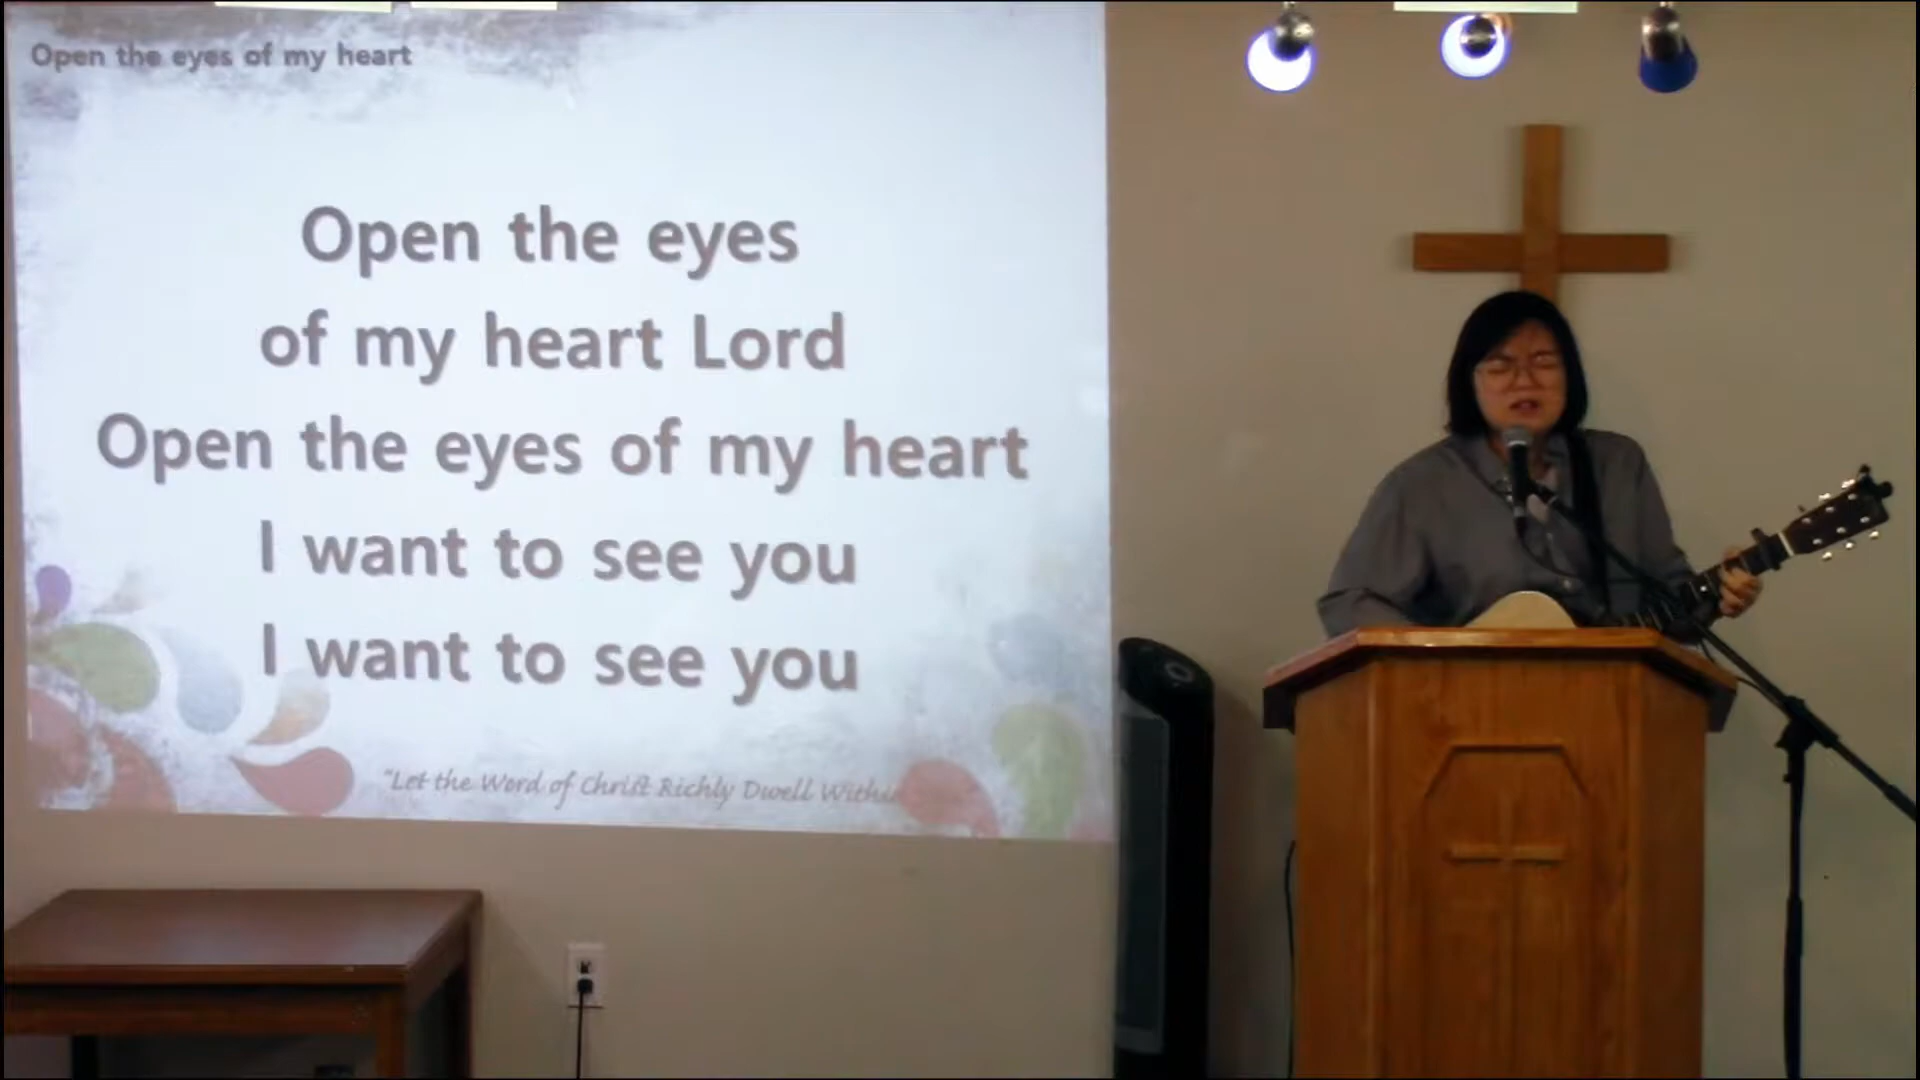 Open the eyes of my heart
Open the eyes
of my heart Lord
Open the eyes of my heart
I want to see you
I want to see you
"Let the Word of Christ Richly Dwell Within